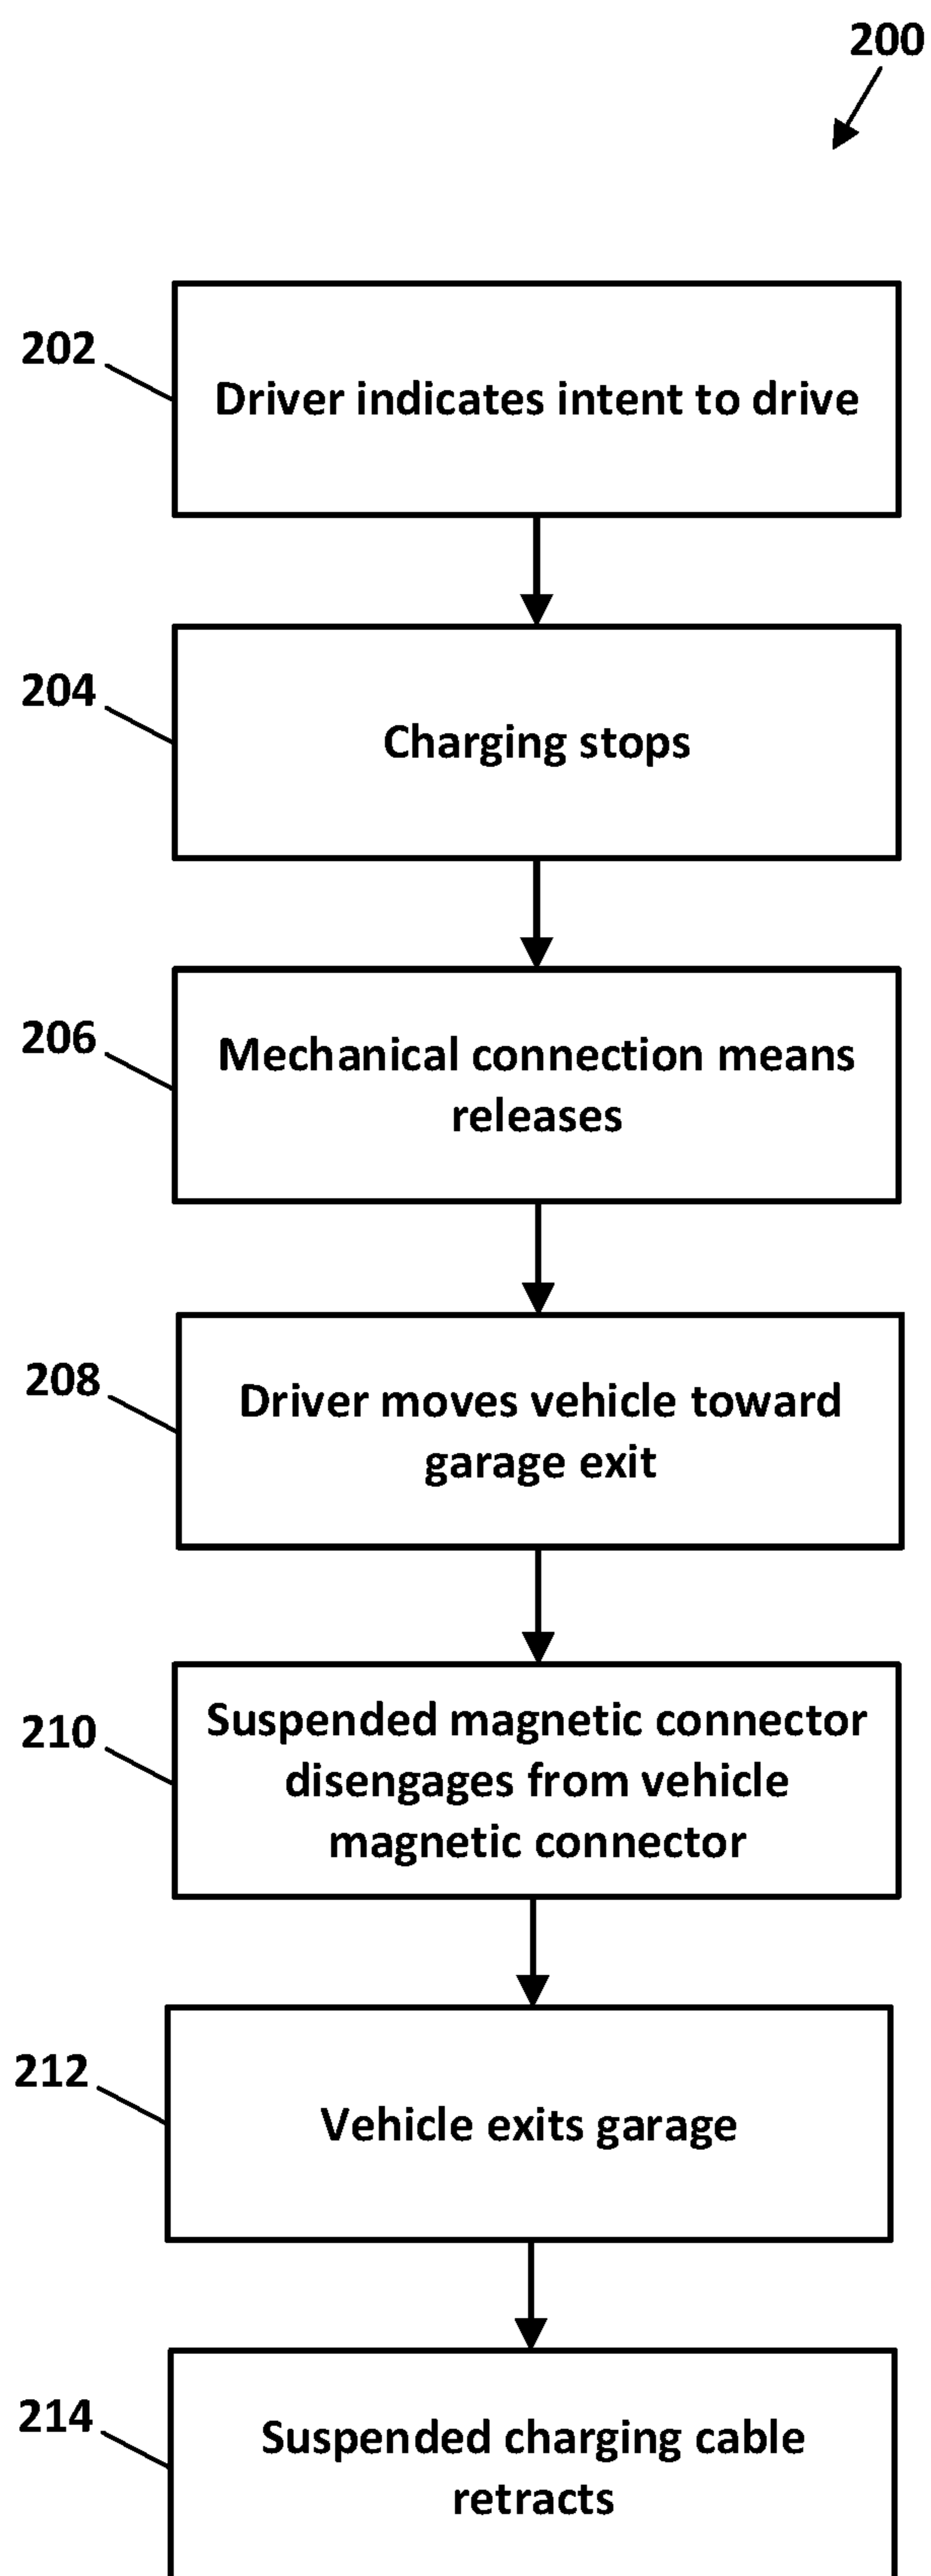 200
202
Driver indicates intent to drive
204
Charging stops
206
Mechanical connection means
releases
208
Driver moves vehicle toward
garage exit
210
Suspended magnetic connector
disengages from vehicle
magnetic connector
212
Vehicle exits garage
214
Suspended charging cable
retracts